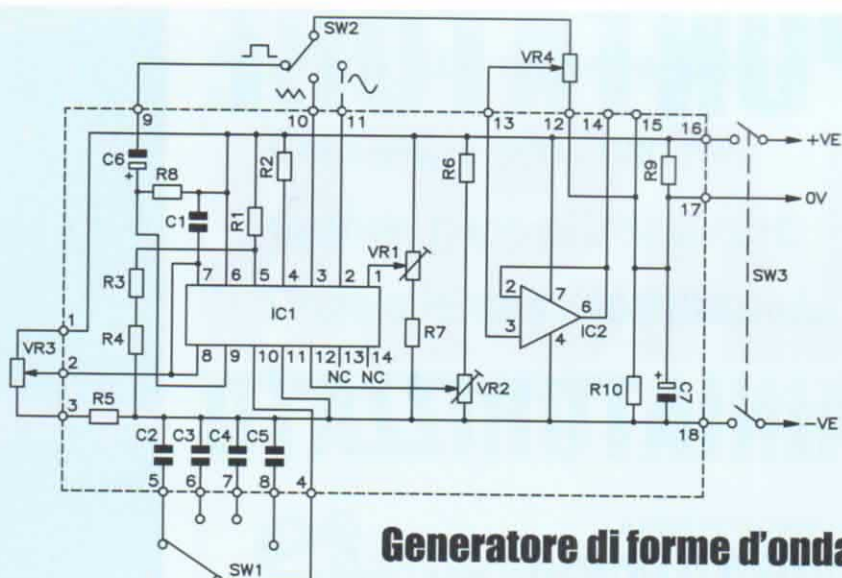 SW2
VR4
9
10
11
13
12
14
15
16
+VE
C6
+
R8
C1
R1
R2
R6
R9
17
0V
R3
7
6
5
4
3
2
1
VR1
IC1
2
3
7
6
4
IC2
SW3
1
VR3
2
R4
8
9
10
11
12
13
14
NC
NC
R7
VR2
R10
+
C7
3
R5
18
-VE
C2
C3
C4
C5
5
6
7
8
4
SW1
Generatore di forme d'onda